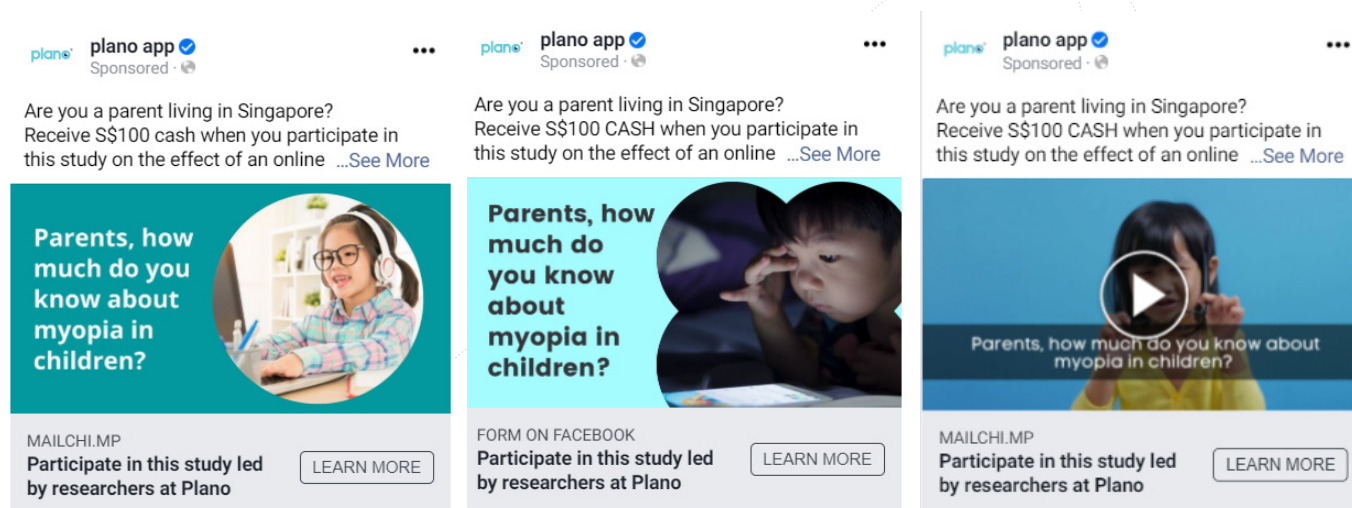 plano
plano app
Sponsored ·
Are you a parent living in Singapore?
Receive S$100 cash when you participate in
this study on the effect of an online ...See More
Parents, how
much do you
know about
myopia in
children?
MAILCHI.MP
Participate in this study led
by researchers at Plano
LEARN MORE
plano
plano app
Sponsored ·
Are you a parent living in Singapore?
Receive S$100 CASH when you participate in
this study on the effect of an online ...See More
Parents, how
much do
you know
about
myopia in
children?
FORM ON FACEBOOK
Participate in this study led
by researchers at Plano
LEARN MORE
plano
plano app
Sponsored ·
Are you a parent living in Singapore?
Receive S$100 CASH when you participate in
this study on the effect of an online ...See More
Parents, how much do you know about
myopia in children?
MAILCHI.MP
Participate in this study led
by researchers at Plano
LEARN MORE